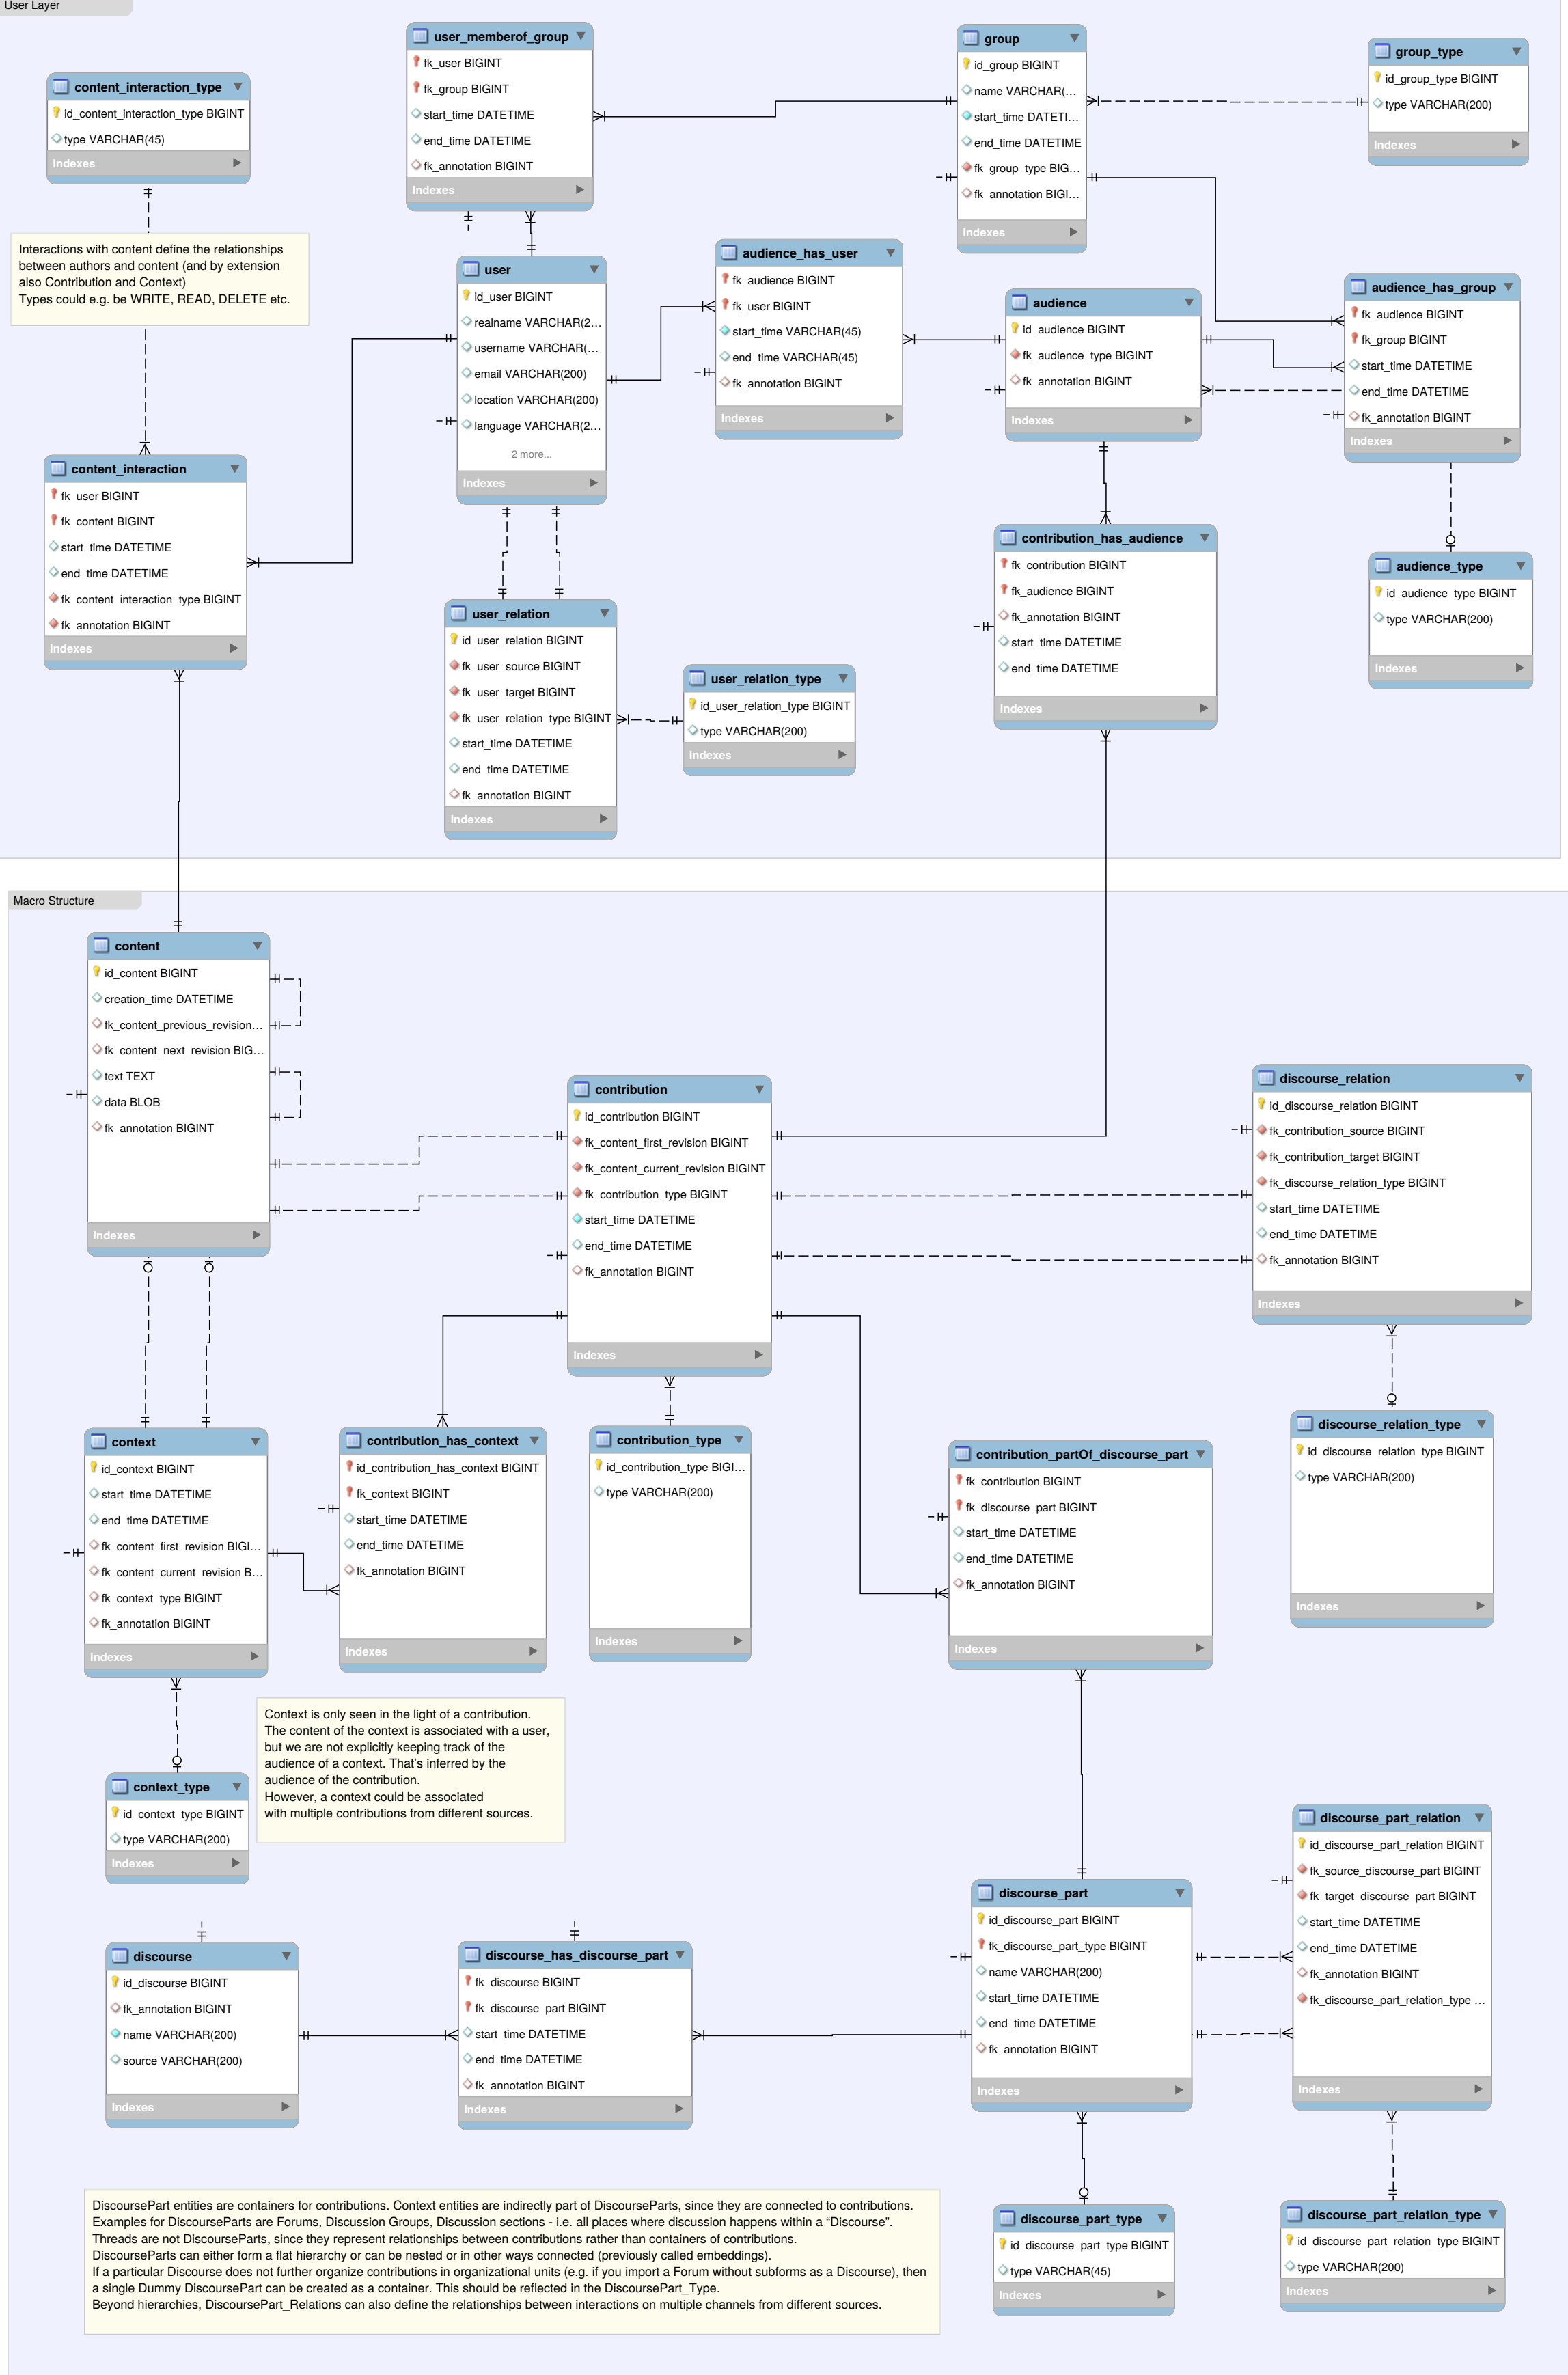 User Layer
content_interaction_type
id_content_interaction_type BIGINT
type VARCHAR(45)
Indexes
user_memberof_group
fk_user BIGINT
fk_group BIGINT
start_time DATETIME
end_time DATETIME
fk_annotation BIGINT
Indexes
group
id_group BIGINT
name VARCHAR(...
start_time DATETI...
end_time DATETIME
fk_group_type BIG...
fk_annotation BIGI...
Indexes
group_type
id_group_type BIGINT
type VARCHAR(200)
Indexes
Interactions with content define the relationships
between authors and content (and by extension
also Contribution and Context)
Types could e.g. be WRITE, READ, DELETE etc.
user
id_user BIGINT
realname VARCHAR(2...
username VARCHAR(...
email VARCHAR(200)
location VARCHAR(200)
language VARCHAR(2...
2 more...
Indexes
audience_has_user
fk_audience BIGINT
fk_user BIGINT
start_time VARCHAR(45)
end_time VARCHAR(45)
fk_annotation BIGINT
Indexes
audience
id_audience BIGINT
fk_audience_type BIGINT
fk_annotation BIGINT
Indexes
audience_has_group
fk_audience BIGINT
fk_group BIGINT
start_time DATETIME
end_time DATETIME
fk_annotation BIGINT
Indexes
content_interaction
fk_user BIGINT
fk_content BIGINT
start_time DATETIME
end_time DATETIME
fk_content_interaction_type BIGINT
fk_annotation BIGINT
Indexes
contribution_has_audience
fk_contribution BIGINT
fk_audience BIGINT
fk_annotation BIGINT
start_time DATETIME
end_time DATETIME
Indexes
audience_type
id_audience_type BIGINT
type VARCHAR(200)
Indexes
user_relation
id_user_relation BIGINT
fk_user_source BIGINT
fk_user_target BIGINT
fk_user_relation_type BIGINT
start_time DATETIME
end_time DATETIME
fk_annotation BIGINT
Indexes
user_relation_type
id_user_relation_type BIGINT
type VARCHAR(200)
Indexes
Macro Structure
content
id_content BIGINT
creation_time DATETIME
fk_content_previous_revision...
fk_content_next_revision BIG...
text TEXT
data BLOB
fk_annotation BIGINT
Indexes
contribution
id_contribution BIGINT
fk_content_first_revision BIGINT
fk_content_current_revision BIGINT
fk_contribution_type BIGINT
start_time DATETIME
end_time DATETIME
fk_annotation BIGINT
Indexes
discourse_relation
id_discourse_relation BIGINT
fk_contribution_source BIGINT
fk_contribution_target BIGINT
fk_discourse_relation_type BIGINT
start_time DATETIME
end_time DATETIME
fk_annotation BIGINT
Indexes
context
id_context BIGINT
start_time DATETIME
end_time DATETIME
fk_content_first_revision BIGI...
fk_content_current_revision B...
fk_context_type BIGINT
fk_annotation BIGINT
Indexes
contribution_has_context
id_contribution_has_context BIGINT
fk_context BIGINT
start_time DATETIME
end_time DATETIME
fk_annotation BIGINT
Indexes
contribution_type
id_contribution_type BIGI...
type VARCHAR(200)
Indexes
contribution_partOf_discourse_part
fk_contribution BIGINT
fk_discourse_part BIGINT
start_time DATETIME
end_time DATETIME
fk_annotation BIGINT
Indexes
discourse_relation_type
id_discourse_relation_type BIGINT
type VARCHAR(200)
Indexes
Context is only seen in the light of a contribution.
The content of the context is associated with a user,
but we are not explicitly keeping track of the
audience of a context. That's inferred by the
audience of the contribution.
However, a context could be associated
with multiple contributions from different sources.
context_type
id_context_type BIGINT
type VARCHAR(200)
Indexes
discourse
id_discourse BIGINT
fk_annotation BIGINT
name VARCHAR(200)
source VARCHAR(200)
Indexes
discourse_has_discourse_part
fk_discourse BIGINT
fk_discourse_part BIGINT
start_time DATETIME
end_time DATETIME
fk_annotation BIGINT
Indexes
discourse_part
id_discourse_part BIGINT
fk_discourse_part_type BIGINT
name VARCHAR(200)
start_time DATETIME
end_time DATETIME
fk_annotation BIGINT
Indexes
discourse_part_relation
id_discourse_part_relation BIGINT
fk_source_discourse_part BIGINT
fk_target_discourse_part BIGINT
start_time DATETIME
end_time DATETIME
fk_annotation BIGINT
fk_discourse_part_relation_type ...
Indexes
DiscoursePart entities are containers for contributions. Context entities are indirectly part of DiscourseParts, since they are connected to contributions.
Examples for DiscourseParts are Forums, Discussion Groups, Discussion sections - i.e. all places where discussion happens within a “Discourse”.
Threads are not DiscourseParts, since they represent relationships between contributions rather than containers of contributions.
DiscourseParts can either form a flat hierarchy or can be nested or in other ways connected (previously called embeddings).
If a particular Discourse does not further organize contributions in organizational units (e.g. if you import a Forum without subforms as a Discourse), then
a single Dummy DiscoursePart can be created as a container. This should be reflected in the DiscoursePart_Type.
Beyond hierarchies, DiscoursePart_Relations can also define the relationships between interactions on multiple channels from different sources.
discourse_part_type
id_discourse_part_type BIGINT
type VARCHAR(45)
Indexes
discourse_part_relation_type
id_discourse_part_relation_type BIGINT
type VARCHAR(200)
Indexes